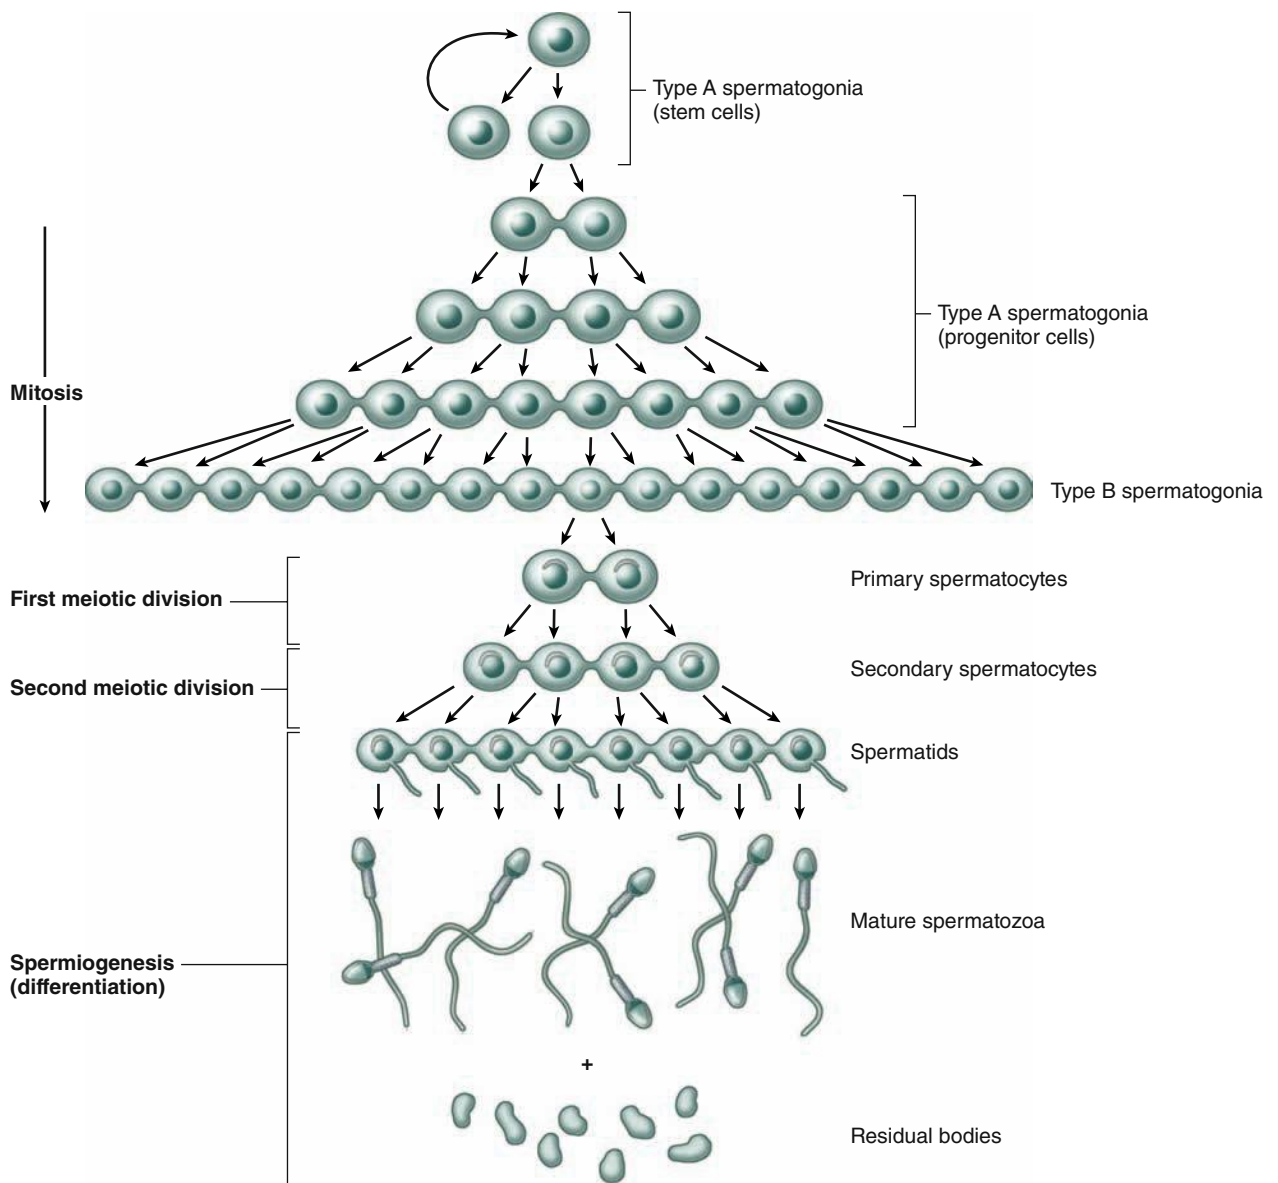 Type A spermatogonia
(stem cells)
Type A spermatogonia
(progenitor cells)
Mitosis
Type B spermatogonia
Primary spermatocytes
First meiotic division
Secondary spermatocytes
Second meiotic division
Spermatids
Mature spermatozoa
Spermiogenesis
(differentiation)
+
Residual bodies